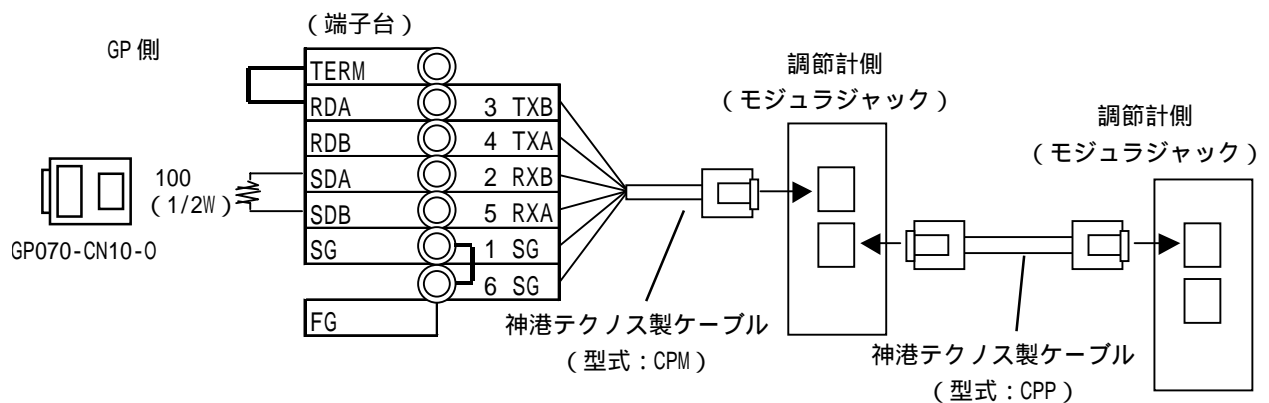 (端子台)
GP 側
TERM
RDA
3 TXB
RDB
4 TXA
SDA
2 RXB
SDB
5 RXA
SG
1 SG
6 SG
FG
100
(1/2W)
GP070-CN10-O
調節計側
(モジュラジャック)
調節計側
(モジュラジャック)
神港テクノス製ケーブル
(型式:CPM)
神港テクノス製ケーブル
(型式:CPP)